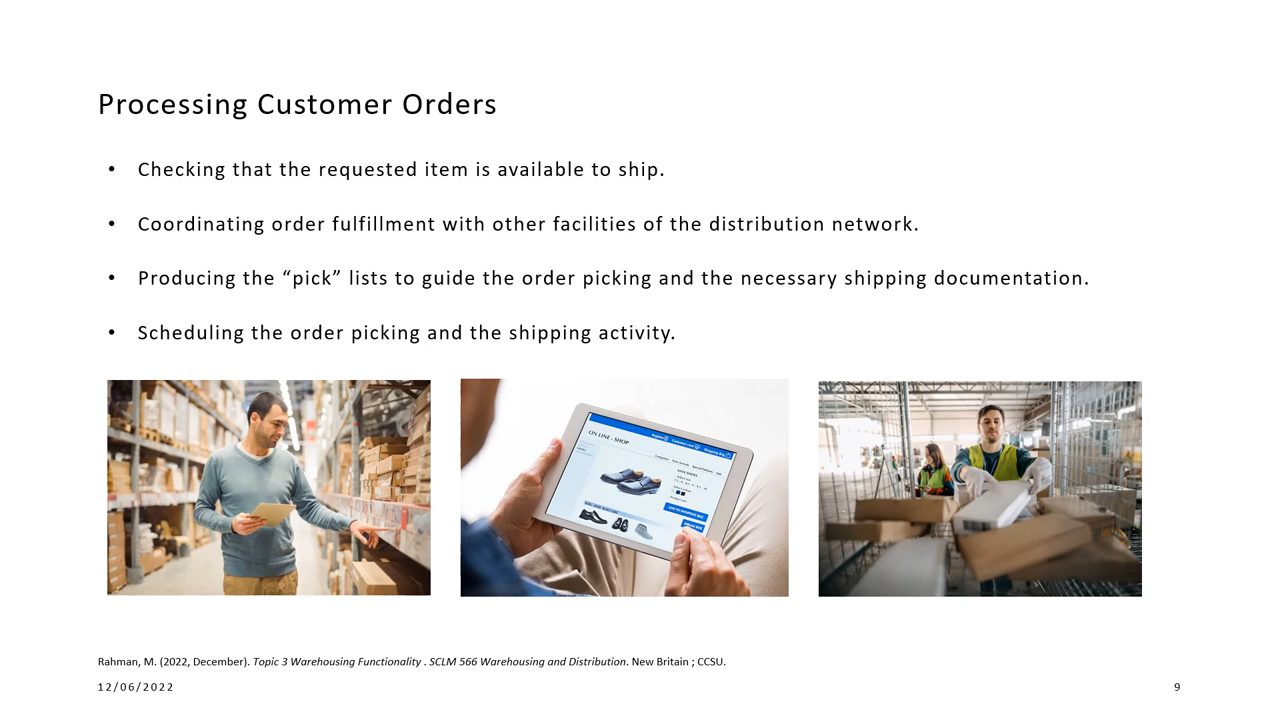 Processing Customer Orders
• Checking that the requested item is available to ship.
• Coordinating order fulfillment with other facilities of the distribution network.
• Producing the “pick” lists to guide the order picking and the necessary shipping documentation.
• Scheduling the order picking and the shipping activity.
ON LINE - SHOP
Rahman, M. (2022, December). Topic 3 Warehousing Functionality . SCLM 566 Warehousing and Distribution. New Britain ; CCSU.
12/06/2022
9